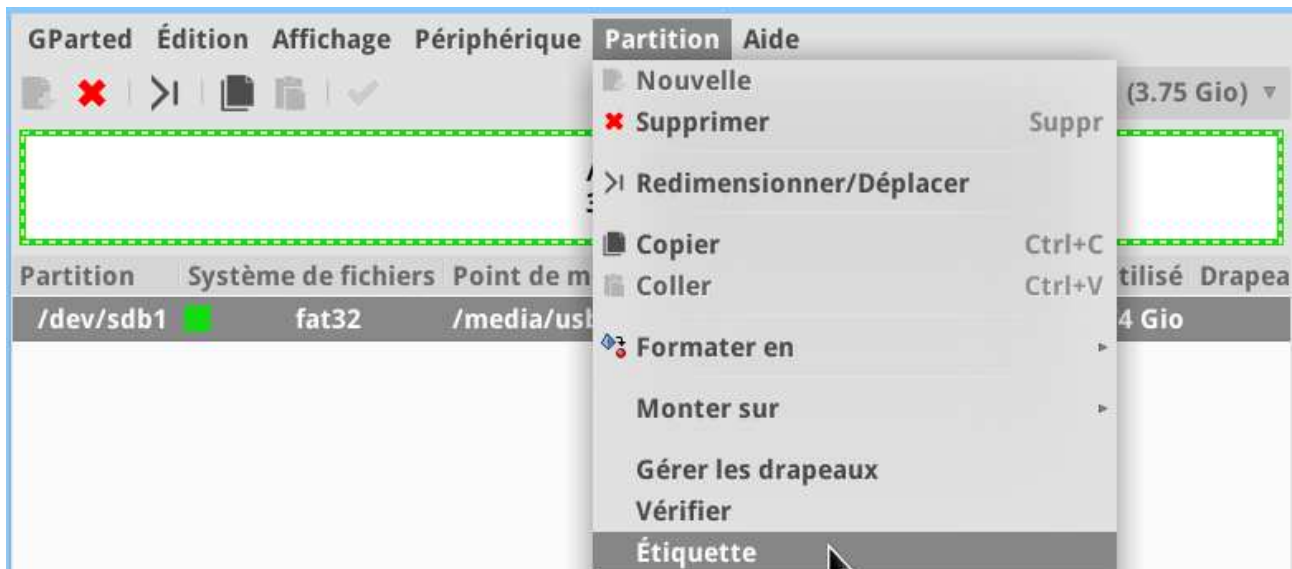 GParted Édition Affichage Périphérique Partition Aide
Nouvelle
(3.75 Gio)
Supprimer Suppr
Redimensionner/Déplacer
Copier Ctrl+C
Coller Ctrl+V
Partition Système de fichiers Point de m tilisé Drapea
/dev/sdb1 fat32 /media/usb 4 Gio
Formater en
Monter sur
Gérer les drapeaux
Vérifier
Étiquette